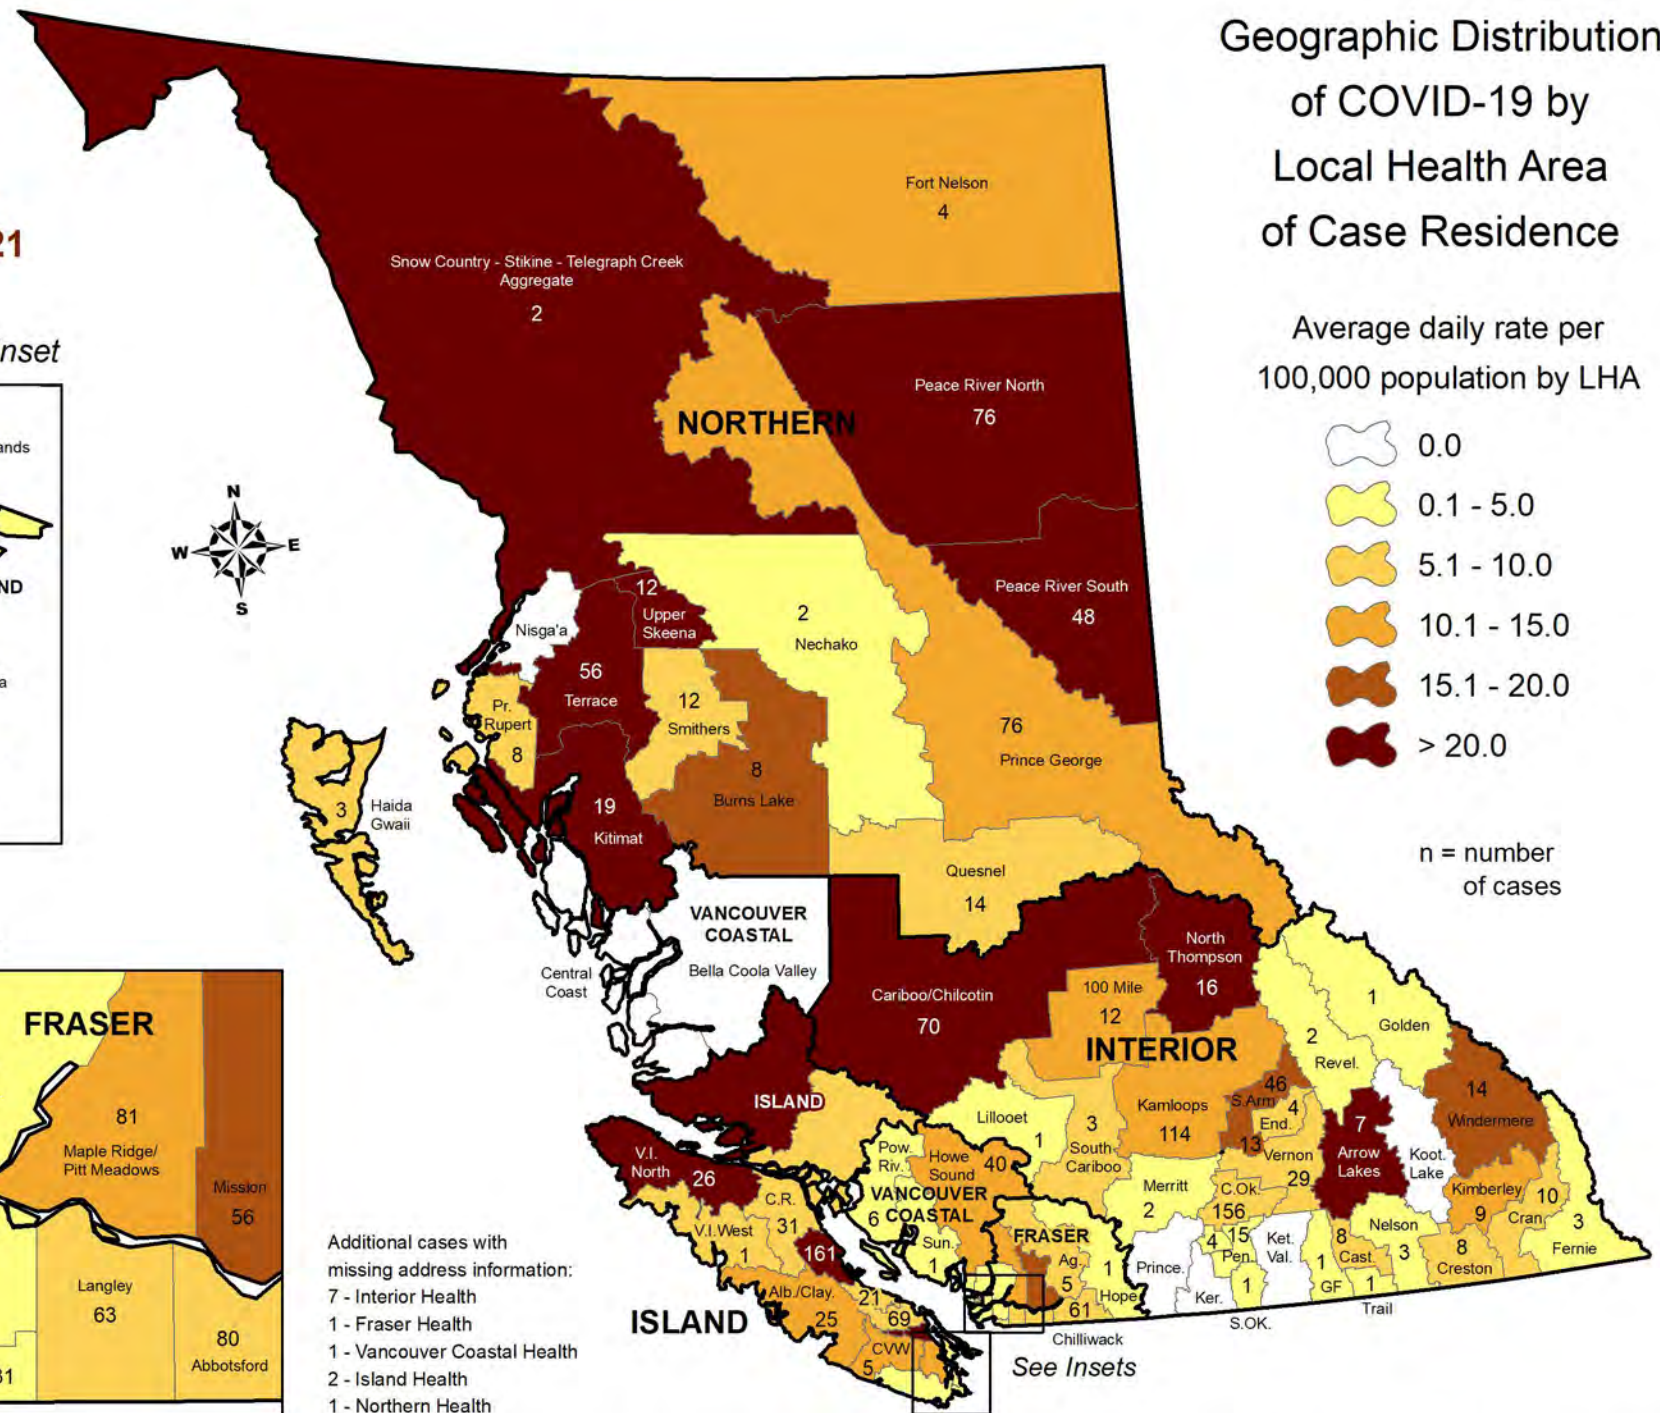 Geographic Distribution
of COVID-19 by
Local Health Area
of Case Residence
Average daily rate per
100,000 population by LHA
0.0
0.1 - 5.0
5.1 - 10.0
10.1 - 15.0
15.1 - 20.0
> 20.0
n = number
of cases
21
nset
ands
ND
a
N
W
E
S
Fort Nelson
4
Snow Country - Stikine - Telegraph Creek
Aggregate
2
Peace River North
76
NORTHERN
Peace River South
48
12
Upper
Skeena
2
Nechako
Nisga'a
56
Terrace
12
Smithers
Pr.
Rupert
8
8
Burns Lake
76
Prince George
3
Haida
Gwaii
19
Kitimat
Quesnel
14
VANCOUVER
COASTAL
Bella Coola Valley
Central
Coast
Cariboo/Chilcotin
70
North
Thompson
16
100 Mile
12
INTERIOR
1
Golden
2
Revel.
14
Windermere
ISLAND
Lillooet
1
3
South
Cariboo
Kamloops
114
46
S.Arm
4
End.
13
Vernon
29
7
Arrow
Lakes
Koot.
Lake
Kimberley
9
10
Cran.
3
Fernie
V.I.
North
26
Pow.
Riv.
6
Howe
Sound
40
VANCOUVER
COASTAL
Sun.
1
Merritt
2
C.Ok.
156
C.R.
31
V.I.West
1
161
FRASER
Ag.
5
1
Hope
61
Chilliwack
Prince.
4
15
Pen.
Ket.
Val.
1
GF
8
Cast.
Nelson
3
8
Creston
1
Trail
Ker.
1
S.OK.
Alb./Clay.
25
21
69
CVW
5
ISLAND
See Insets
FRASER
81
Maple Ridge/
Pitt Meadows
Mission
56
Langley
63
80
Abbotsford
31
Additional cases with
missing address information:
7 - Interior Health
1 - Fraser Health
1 - Vancouver Coastal Health
2 - Island Health
1 - Northern Health